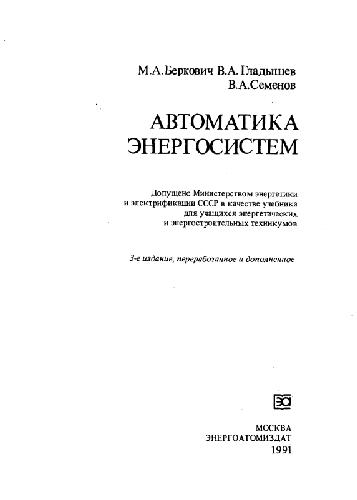 М.А.Беркович В.А.Гладышев
В.А.Семенов
АВТОМАТИКА
ЭНЕРГОСИСТЕМ
Допущено Министерством энергетики
и электрификации СССР в качестве учебника
для учащихся энергетических
и энергостроительных техникумов
3-е издание, переработанное и дополненное
МОСКВА
ЭНЕРГОАТОМИЗДАТ
1991